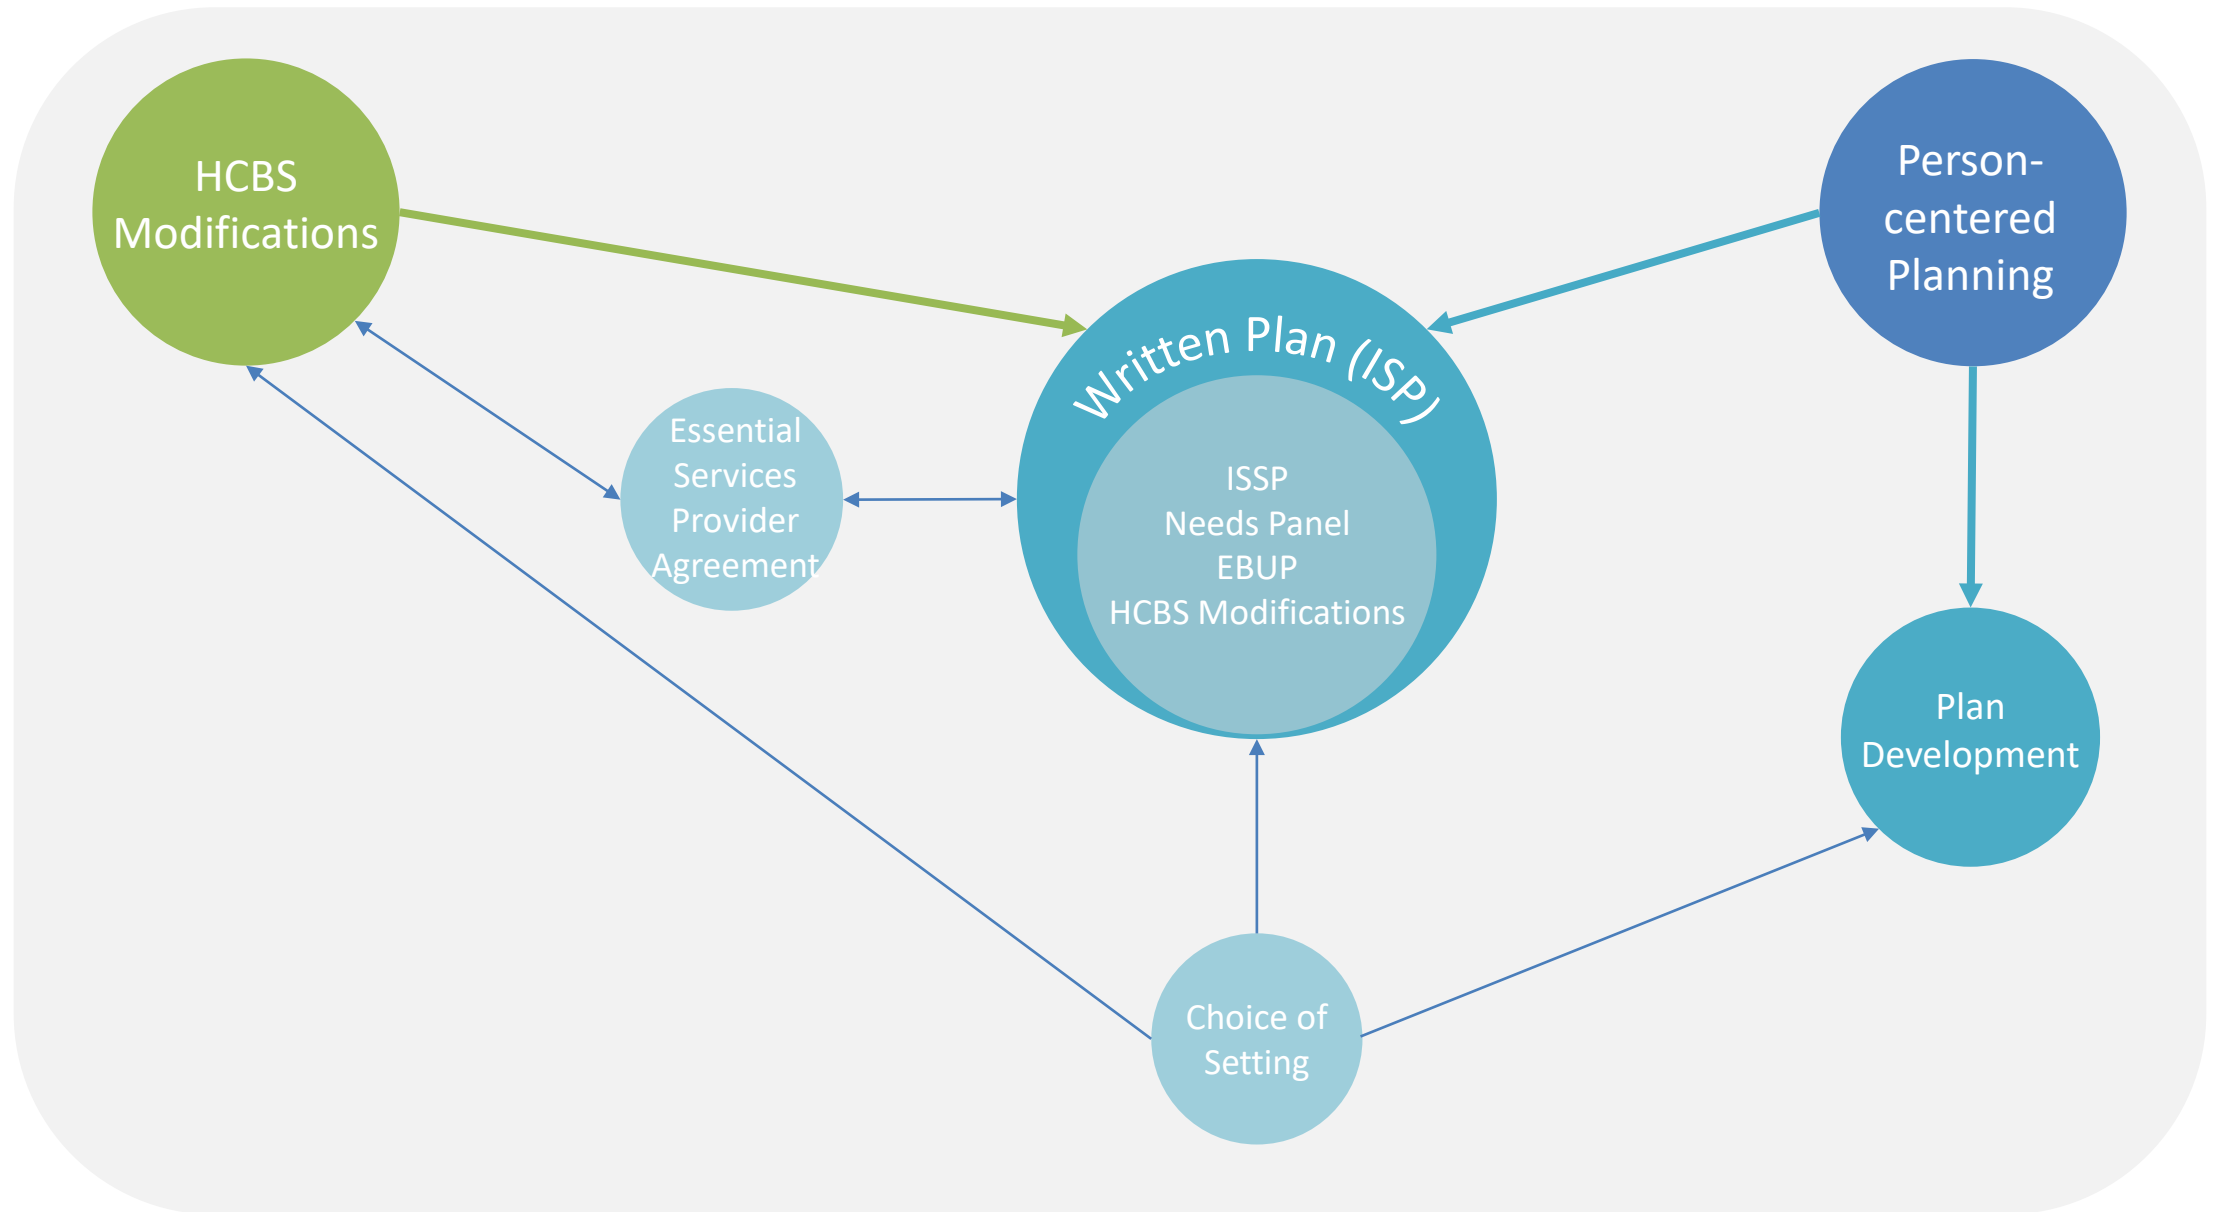 HCBS
Modifications
Person-
centered
Planning
Written Plan (ISP)
Essential
Services
Provider
Agreement
ISSP
Needs Panel
EBUP
HCBS Modifications
Plan
Development
Choice of
Setting